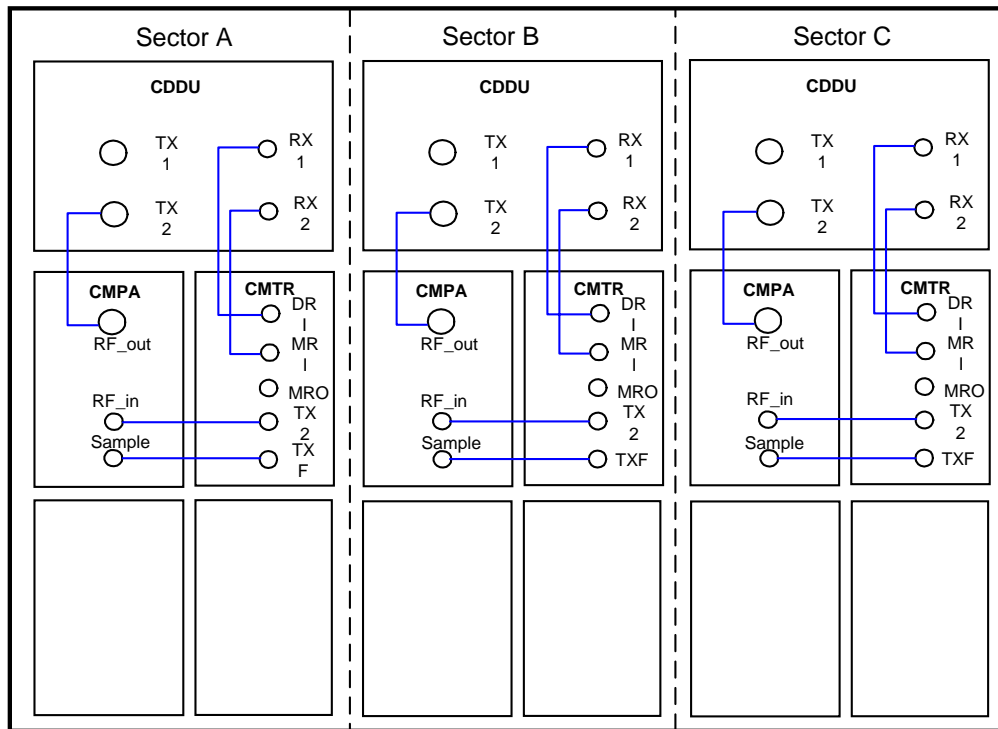 Sector A
Sector B
Sector C
CDDU
TX
1
RX
1
TX
2
RX
2
CDDU
TX
1
RX
1
TX
2
RX
2
CDDU
TX
1
RX
1
TX
2
RX
2
CMPA
RF_out
RF_in
Sample
CMTR
DR
I
MR
I
MRO
TX
2
TX
F
CMPA
RF_out
RF_in
Sample
CMTR
DR
I
MR
I
MRO
TX
2
TXF
CMPA
RF_out
RF_in
Sample
CMTR
DR
I
MR
I
MRO
TX
2
TXF